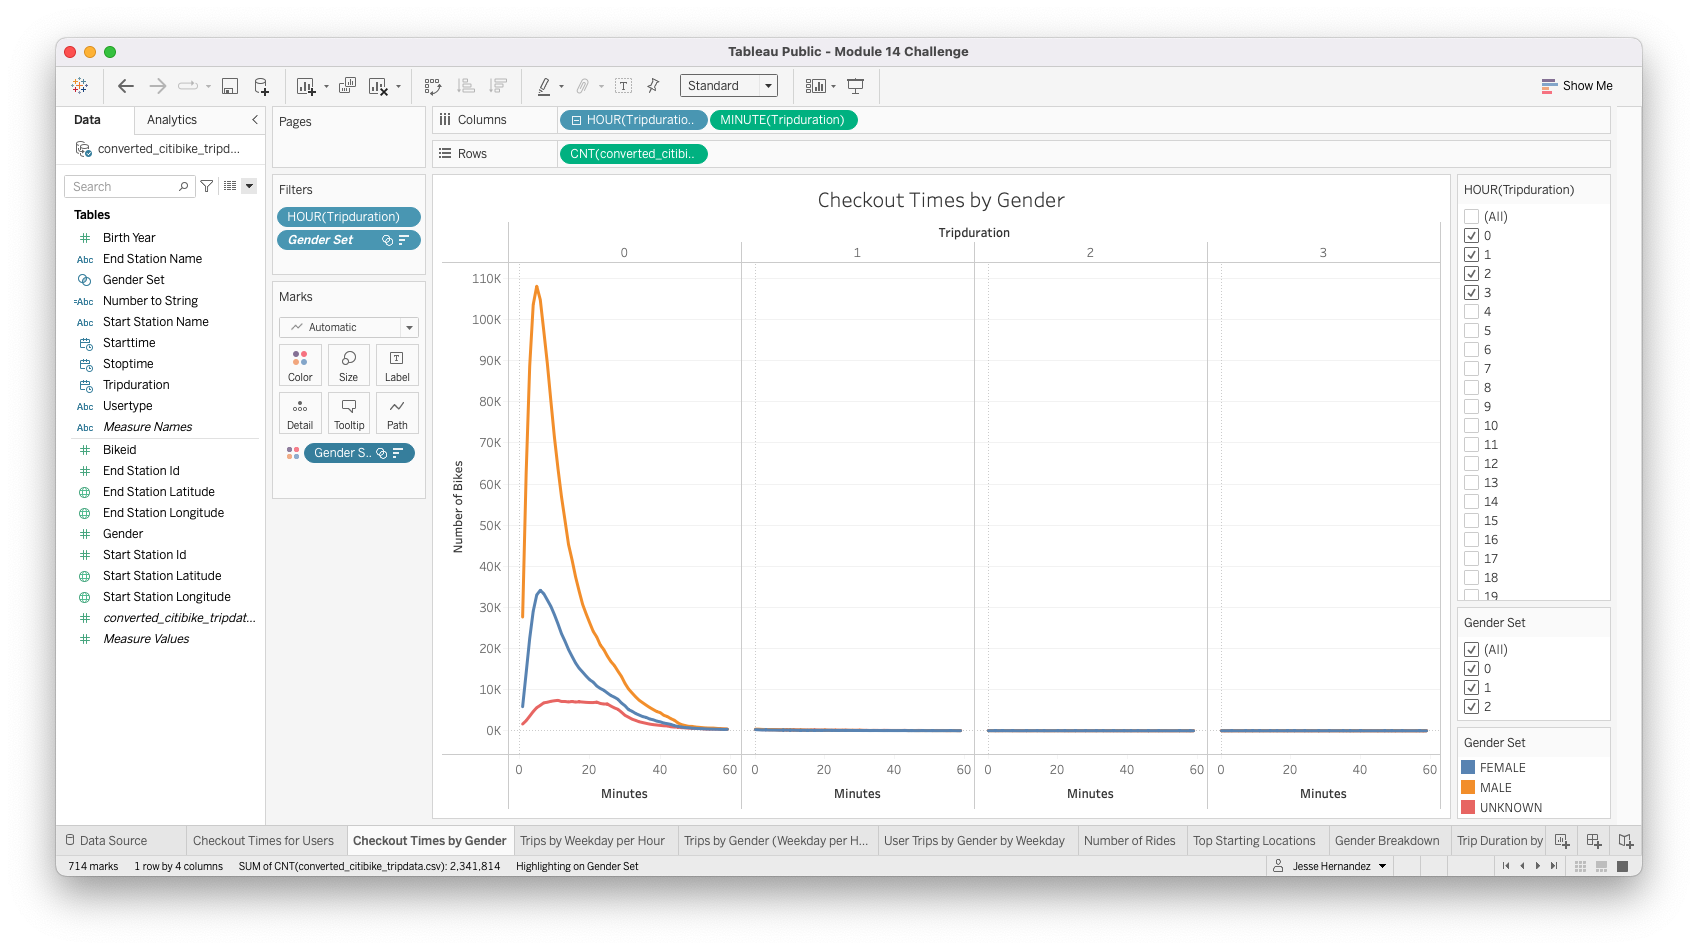 Tableau Public - Module 14 Challenge
Standard
Show Me
Data
Analytics
converted_citibike_tripd...
Search
Tables
Birth Year
Abc End Station Name
Gender Set
=Abc Number to String
Abc Start Station Name
Starttime
Stoptime
Tripduration
Abc Usertype
Abc Measure Names
Bikeid
End Station Id
End Station Latitude
End Station Longitude
Gender
Start Station Id
Start Station Latitude
Start Station Longitude
converted_citibike_tripdat...
Measure Values
Pages
Filters
HOUR(Tripduration)
Gender Set
Marks
Automatic
Color
Size
Label
Detail
Tooltip
Path
Gender S..
Columns
HOUR(Tripduratio..
MINUTE(Tripduration)
Rows
CNT(converted_citibi..
Checkout Times by Gender
Tripduration
0 1 2 3
Number of Bikes
110K
100K
90K
80K
70K
60K
50K
40K
30K
20K
10K
0K
0 20 40 60 0 20 40 60 0 20 40 60 0 20 40 60
Minutes Minutes Minutes Minutes
HOUR(Tripduration)
(All)
0
1
2
3
4
5
6
7
8
9
10
11
12
13
14
15
16
17
18
19
Gender Set
(All)
0
1
2
Gender Set
FEMALE
MALE
UNKNOWN
Data Source
Checkout Times for Users
Checkout Times by Gender
Trips by Weekday per Hour
Trips by Gender (Weekday per H...
User Trips by Gender by Weekday
Number of Rides
Top Starting Locations
Gender Breakdown
Trip Duration by
714 marks
1 row by 4 columns
SUM of CNT(converted_citibike_tripdata.csv): 2,341,814
Highlighting on Gender Set
Jesse Hernandez